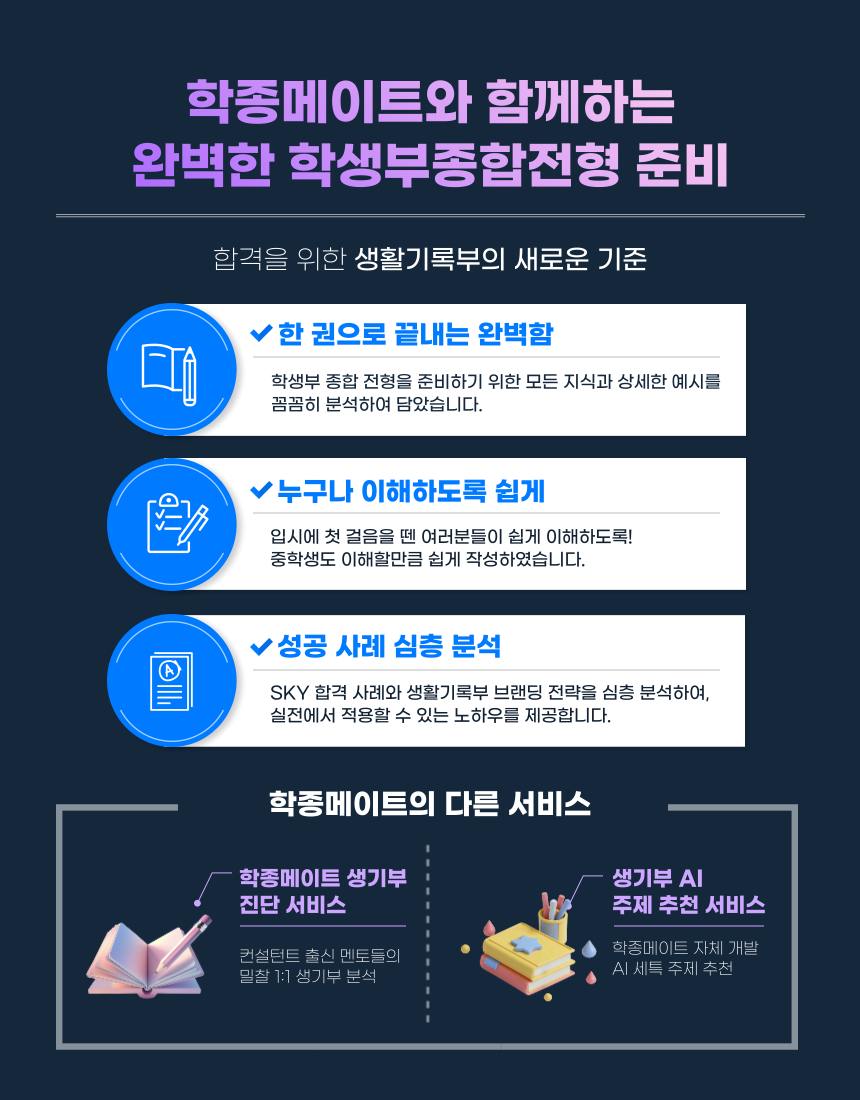 학종메이트와 함께하는
완벽한 학생부종합전형 준비
합격을 위한 생활기록부의 새로운 기준
한 권으로 끝내는 완벽함
학생부 종합 전형을 준비하기 위한 모든 지식과 상세한 예시를
꼼꼼히 분석하여 담았습니다.
누구나 이해하도록 쉽게
입시에 첫 걸음을 뗀 여러분들이 쉽게 이해하도록!
중학생도 이해할만큼 쉽게 작성하였습니다.
A
성공 사례 심층 분석
SKY 합격 사례와 생활기록부 브랜딩 전략을 심층 분석하여,
실전에서 적용할 수 있는 노하우를 제공합니다.
학종메이트의 다른 서비스
학종메이트 생기부
진단 서비스
컨설턴트 출신 멘토들의
밀찰 1:1 생기부 분석
생기부 AI
주제 추천 서비스
학종메이트 자체 개발
AI 세특 주제 추천